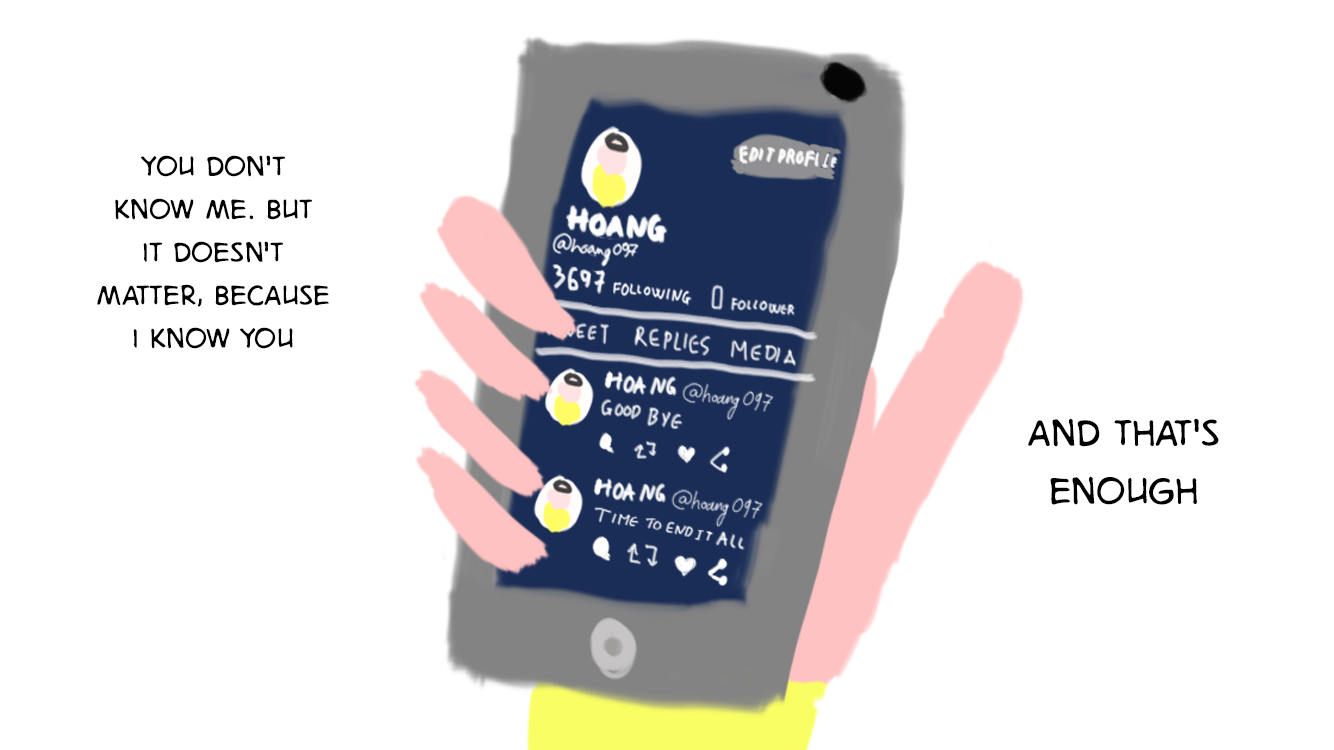 YOU DON'T
KNOW ME. BUT
IT DOESN'T
MATTER, BECAUSE
I KNOW YOU
EDIT PROFILE
HOANG
@hoang097
3697 FOLLOWING 0 FOLLOWER
EET REPLIES MEDIA
HOANG @hoang097
GOOD BYE
HOANG @hoang097
TIME TO END IT ALL
AND THAT'S
ENOUGH